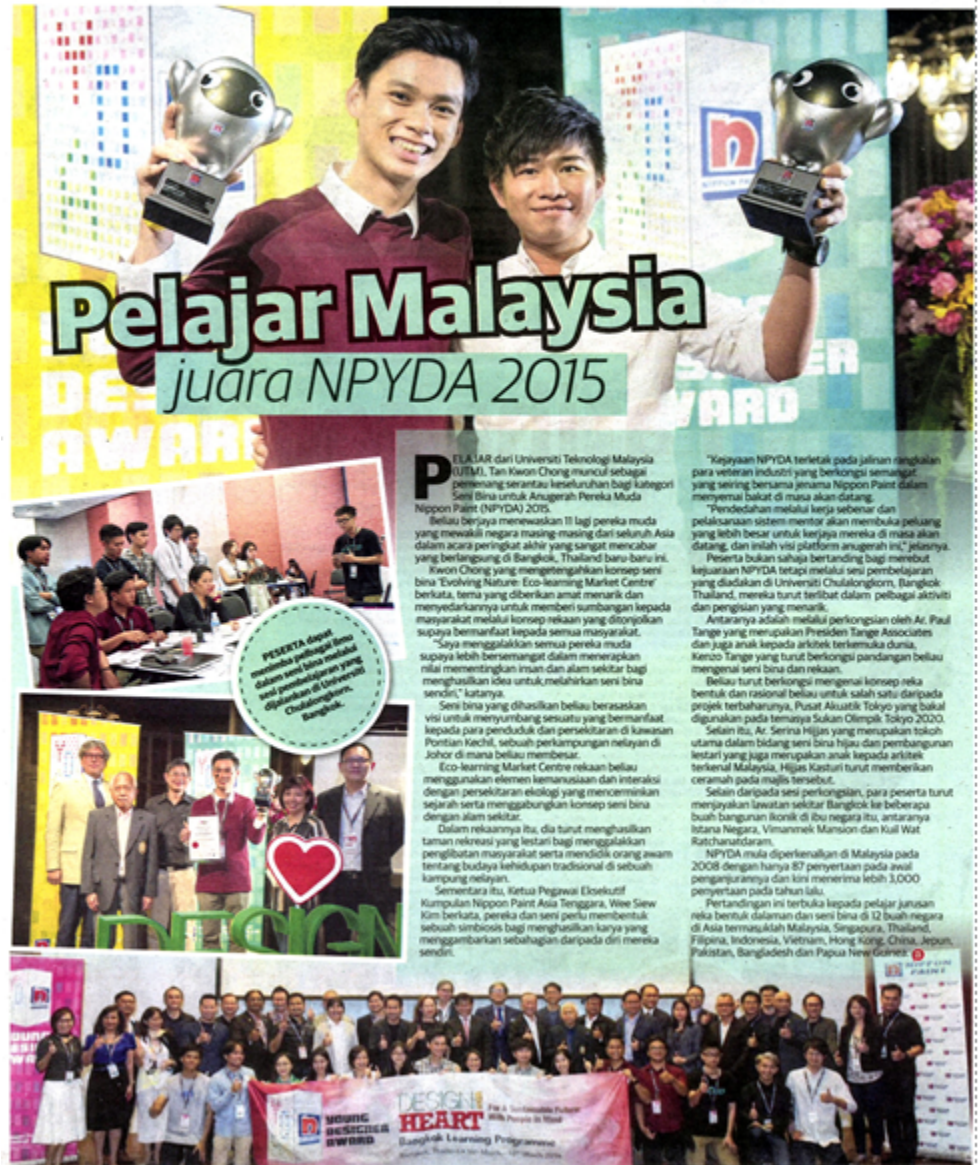 n
NIPPON PAINT
Pelajar Malaysia
juara NPYDA 2015
DES
AWAR
SIGNER
WARD
PELAJAR dari Universiti Teknologi Malaysia
(UTM), Tan Kwon Chong muncul sebagai
pemenang serantau keseluruhan bagi kategori
Seni Bina untuk Anugerah Pereka Muda
Nippon Paint (NPYDA) 2015.
Beliau berjaya menewaskan 11 lagi pereka muda
yang mewakili negara masing-masing dari seluruh Asia
dalam acara peringkat akhir yang sangat mencabar
yang berlangsung di Bangkok, Thailand baru-baru ini.
Kwon Chong yang mengetengahkan konsep seni
bina 'Evolving Nature: Eco-learning Market Centre'
berkata, tema yang diberikan amat menarik dan
menyedarkannya untuk memberi sumbangan kepada
masyarakat melalui konsep rekaan yang ditonjolkan
supaya bermanfaat kepada semua masyarakat.
"Saya menggalakkan semua pereka muda
supaya lebih bersemangat dalam menerapkan
nilai mementingkan insan dan alam sekitar bagi
menghasilkan idea untuk melahirkan seni bina
sendiri," katanya.
Seni bina yang dihasilkan beliau berasaskan
visi untuk menyumbang sesuatu yang bermanfaat
kepada para penduduk dan persekitaran di kawasan
Pontian Kechil, sebuah perkampungan nelayan di
Johor di mana beliau membesar.
Eco-learning Market Centre rekaan beliau
menggunakan elemen kemanusiaan dah interaksi
dengan persekitaran ekologi yang mencerminkan
sejarah serta menggabungkan konsep seni bina
dengan alam sekitar.
Dalam rekaannya itu, dia turut menghasilkan
taman rekreasi yang lestari bagi menggalakkan
penglibatan masyarakat serta mendidik orang awam
tentang budaya kehidupan tradisional di sebuah
kampung nelayan.
Sementara itu, Ketua Pegawai Eksekutif
Kumpulan Nippon Paint Asia Tenggara, Wee Siew
Kim berkata, pereka dan seni perlu membentuk
sebuah simbiosis bagi menghasilkan karya yang
menggambarkan sebahagian daripada diri mereka
sendiri.
"Kejayaan NPYDA terletak pada jalinan rangkaian
para veteran industri yang berkongsi semangat
yang seiring bersama jenama Nippon Paint dalam
menyemai bakat di masa akan datang.
"Pendedahan melalui kerja sebenar dan
pelaksanaan sistem mentor akan membuka peluang
yang lebih besar untuk kerjaya mereka di masa akan
datang, dan inilah visi platform anugerah ini," jelasnya.
Peserta bukan sahaja bertanding bagi merebut
kejuaraan NPYDA tetapi melalui sesi pembelajaran
yang diadakan di Universiti Chulalongkorn, Bangkok
Thailand, mereka turut terlibat dalam pelbagai aktiviti
dan pengisian yang menarik.
Antaranya adalah melalui perkongsian oleh Ar. Paul
Tange yang merupakan Presiden Tange Associates
dan juga anak kepada arkitek terkemuka dunia,
Kenzo Tange yang turut berkongsi pandangan beliau
mengenai seni bina dan rekaan.
Beliau turut berkongsi mengenai konsep reka
bentuk dan rasional beliau untuk salah satu daripada
projek terbaharunya, Pusat Akuatik Tokyo yang bakal
digunakan pada temasya Sukan Olimpik Tokyo 2020.
Selain itu, Ar. Serina Hijjas yang merupakan tokoh
utama dalam bidang seni bina hijau dan pembangunan
lestari yang juga merupakan anak kepada arkitek
terkenal Malaysia, Hijjas Kasturi turut memberikan
ceramah pada majlis tersebut.
Selain daripada sesi perkongsian, para peserta turut
menjayakan lawatan sekitar Bangkok ke beberapa
buah bangunan ikonik di ibu negara itu, antaranya
Istana Negara, Vimanmek Mansion dan Kuil Wat
Ratchanatdaram.
NPYDA mula diperkenalkan di Malaysia pada
2008 dengan hanya 87 penyertaan pada awal
penganjurannya dan kini menerima lebih 3,000
penyertaan pada tahun lalu.
Pertandingan ini terbuka kepada pelajar jurusan
reka bentuk dalaman dan seni bina di 12 buah negara
di Asia termasuklah Malaysia, Singapura, Thailand,
Filipina, Indonesia, Vietnam, Hong Kong, China, Jepun,
Pakistan, Bangladesh dan Papua New Guinea.
PESERTA dapat
menimba pelbagai ilmu
dalam seni bina melalui
sesi pembelajaran yang
dijalankan di Universiti
Chulalongkorn,
Bangkok.
DESIGN
NIPPON
PAINT
n
YOUNG
DESIGNER
AWARD
DESIGN
HEART
For A Sustainable Future
With People In Mind
Bangkok Learning Programme